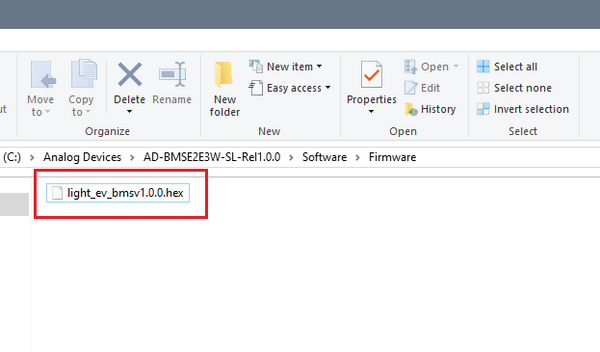 Move to
Copy to
Delete
Rename
Organize
New folder
New item
Easy access
New
Properties
Open
Edit
History
Open
Select all
Select none
Invert selection
Select
(C:) > Analog Devices > AD-BMSE2E3W-SL-Rel1.0.0 > Software > Firmware
light_ev_bmsv1.0.0.hex